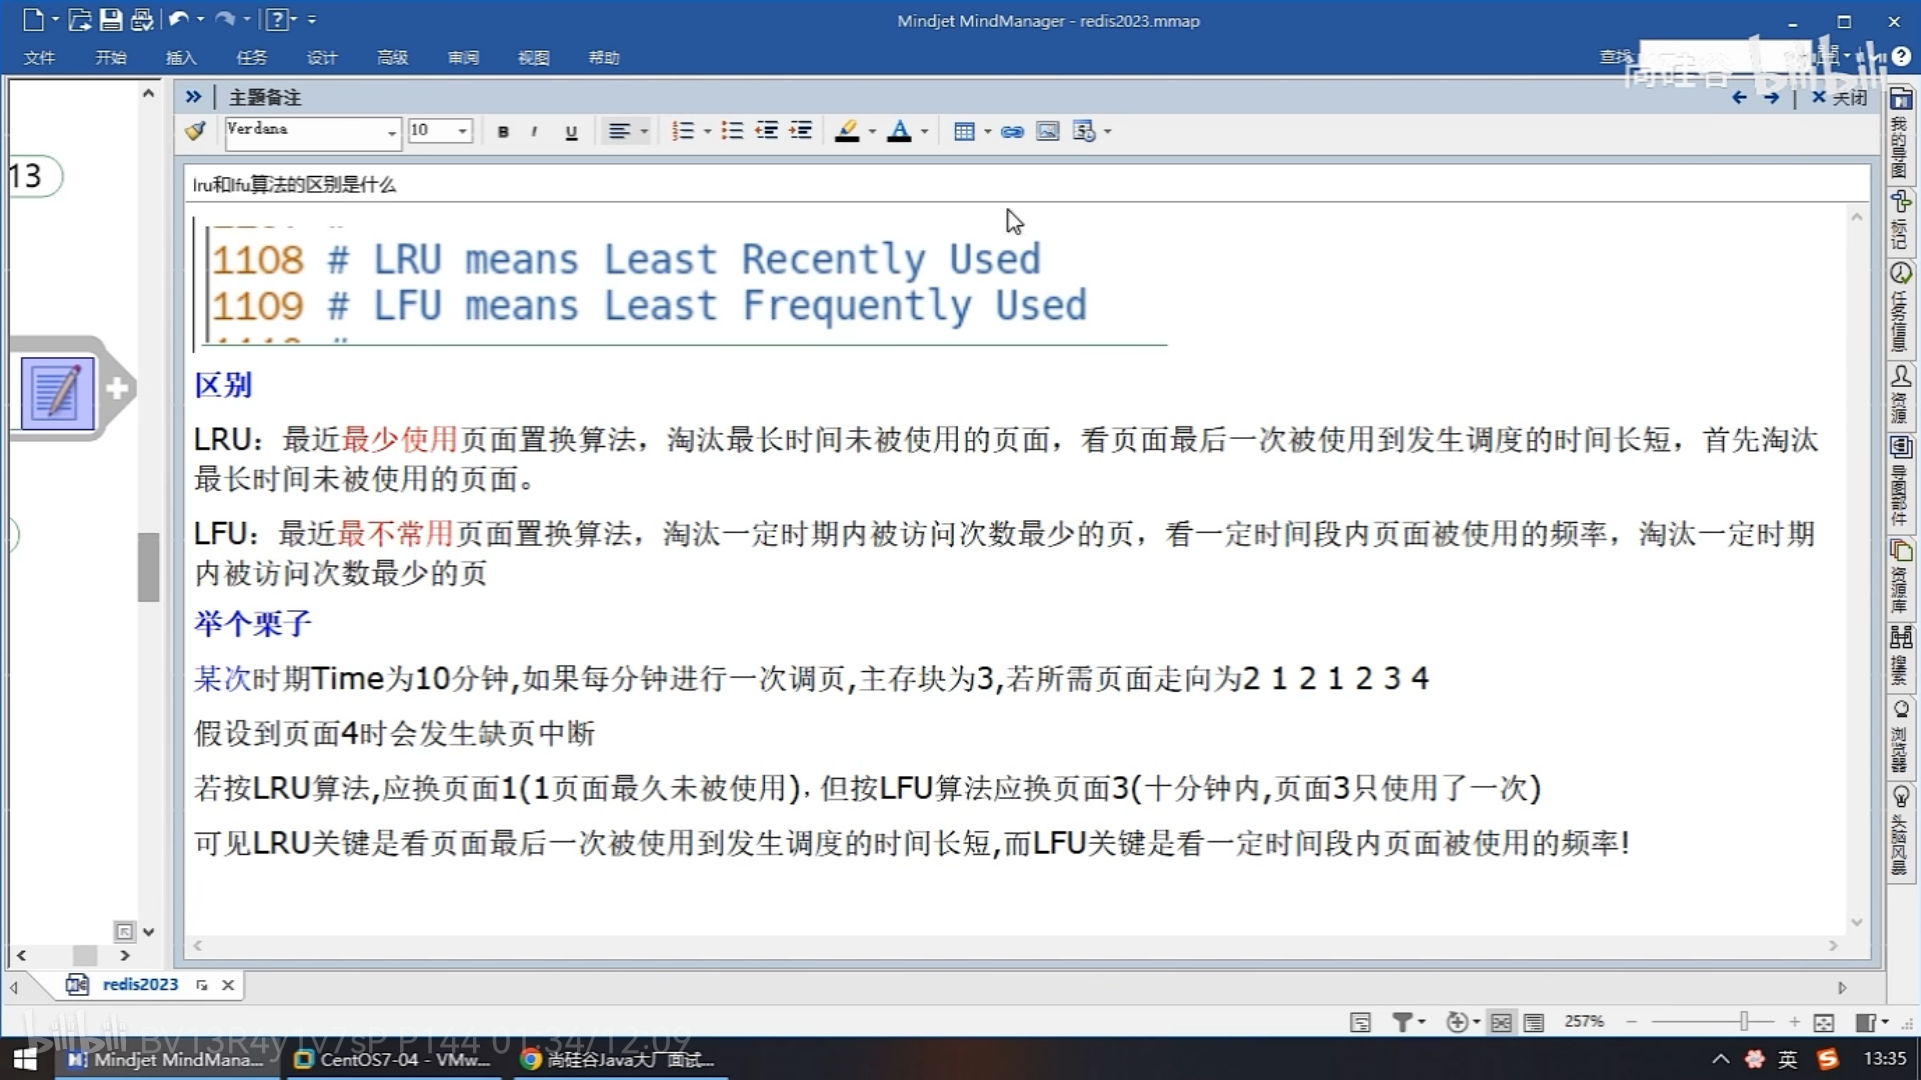 Mindjet MindManager - redis2023.mmap
文件 开始 插入 任务 设计 高级 审阅 视图 帮助
查找
尚硅谷 bilibili
主题备注
关闭
Verdana 10 B I U
13
lru和lfu算法的区别是什么
1108 # LRU means Least Recently Used
1109 # LFU means Least Frequently Used
区别
LRU：最近最少使用页面置换算法，淘汰最长时间未被使用的页面，看页面最后一次被使用到发生调度的时间长短，首先淘汰
最长时间未被使用的页面。
LFU：最近最不常用页面置换算法，淘汰一定时期内被访问次数最少的页，看一定时间段内页面被使用的频率，淘汰一定时期
内被访问次数最少的页
举个栗子
某次时期Time为10分钟,如果每分钟进行一次调页,主存块为3,若所需页面走向为2 1 2 1 2 3 4
假设到页面4时会发生缺页中断
若按LRU算法,应换页面1(1页面最久未被使用)，但按LFU算法应换页面3(十分钟内,页面3只使用了一次)
可见LRU关键是看页面最后一次被使用到发生调度的时间长短,而LFU关键是看一定时间段内页面被使用的频率!
我的导图
标记
任务信息
资源
导图部件
资源库
搜索
浏览器
头脑风暴
redis2023
257%
bilibili BV13R4y1v7sP P144 01:34/12:09
Mindjet MindMana...
CentOS7-04 - VMw...
尚硅谷Java大厂面试...
英
13:35